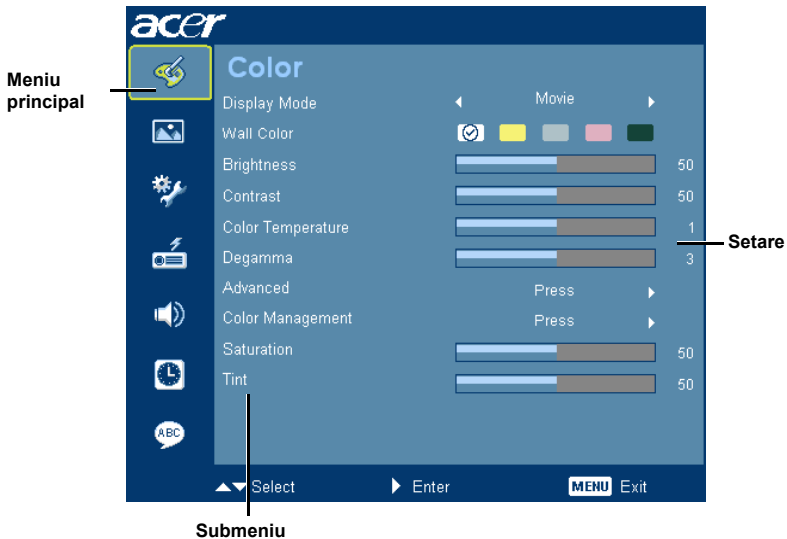 acer
Meniu
principal
Color
Display Mode Movie
Wall Color
Brightness 50
Contrast 50
Color Temperature 1
Degamma 3
Setare
Advanced Press
Color Management Press
Saturation 50
Tint 50
ABC
Select Enter MENU Exit
Submeniu